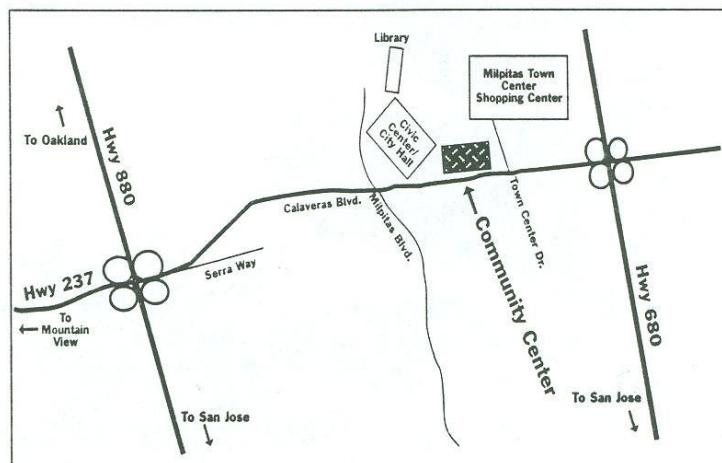 Library
Milpitas Town
Center
Shopping Center
Civic
Center/
City Hall
To Oakland
Hwy 880
Calaveras Blvd.
Milpitas Blvd.
Town Center Dr.
Community Center
Serra Way
Hwy 237
To
Mountain
View
Hwy 680
To San Jose
To San Jose